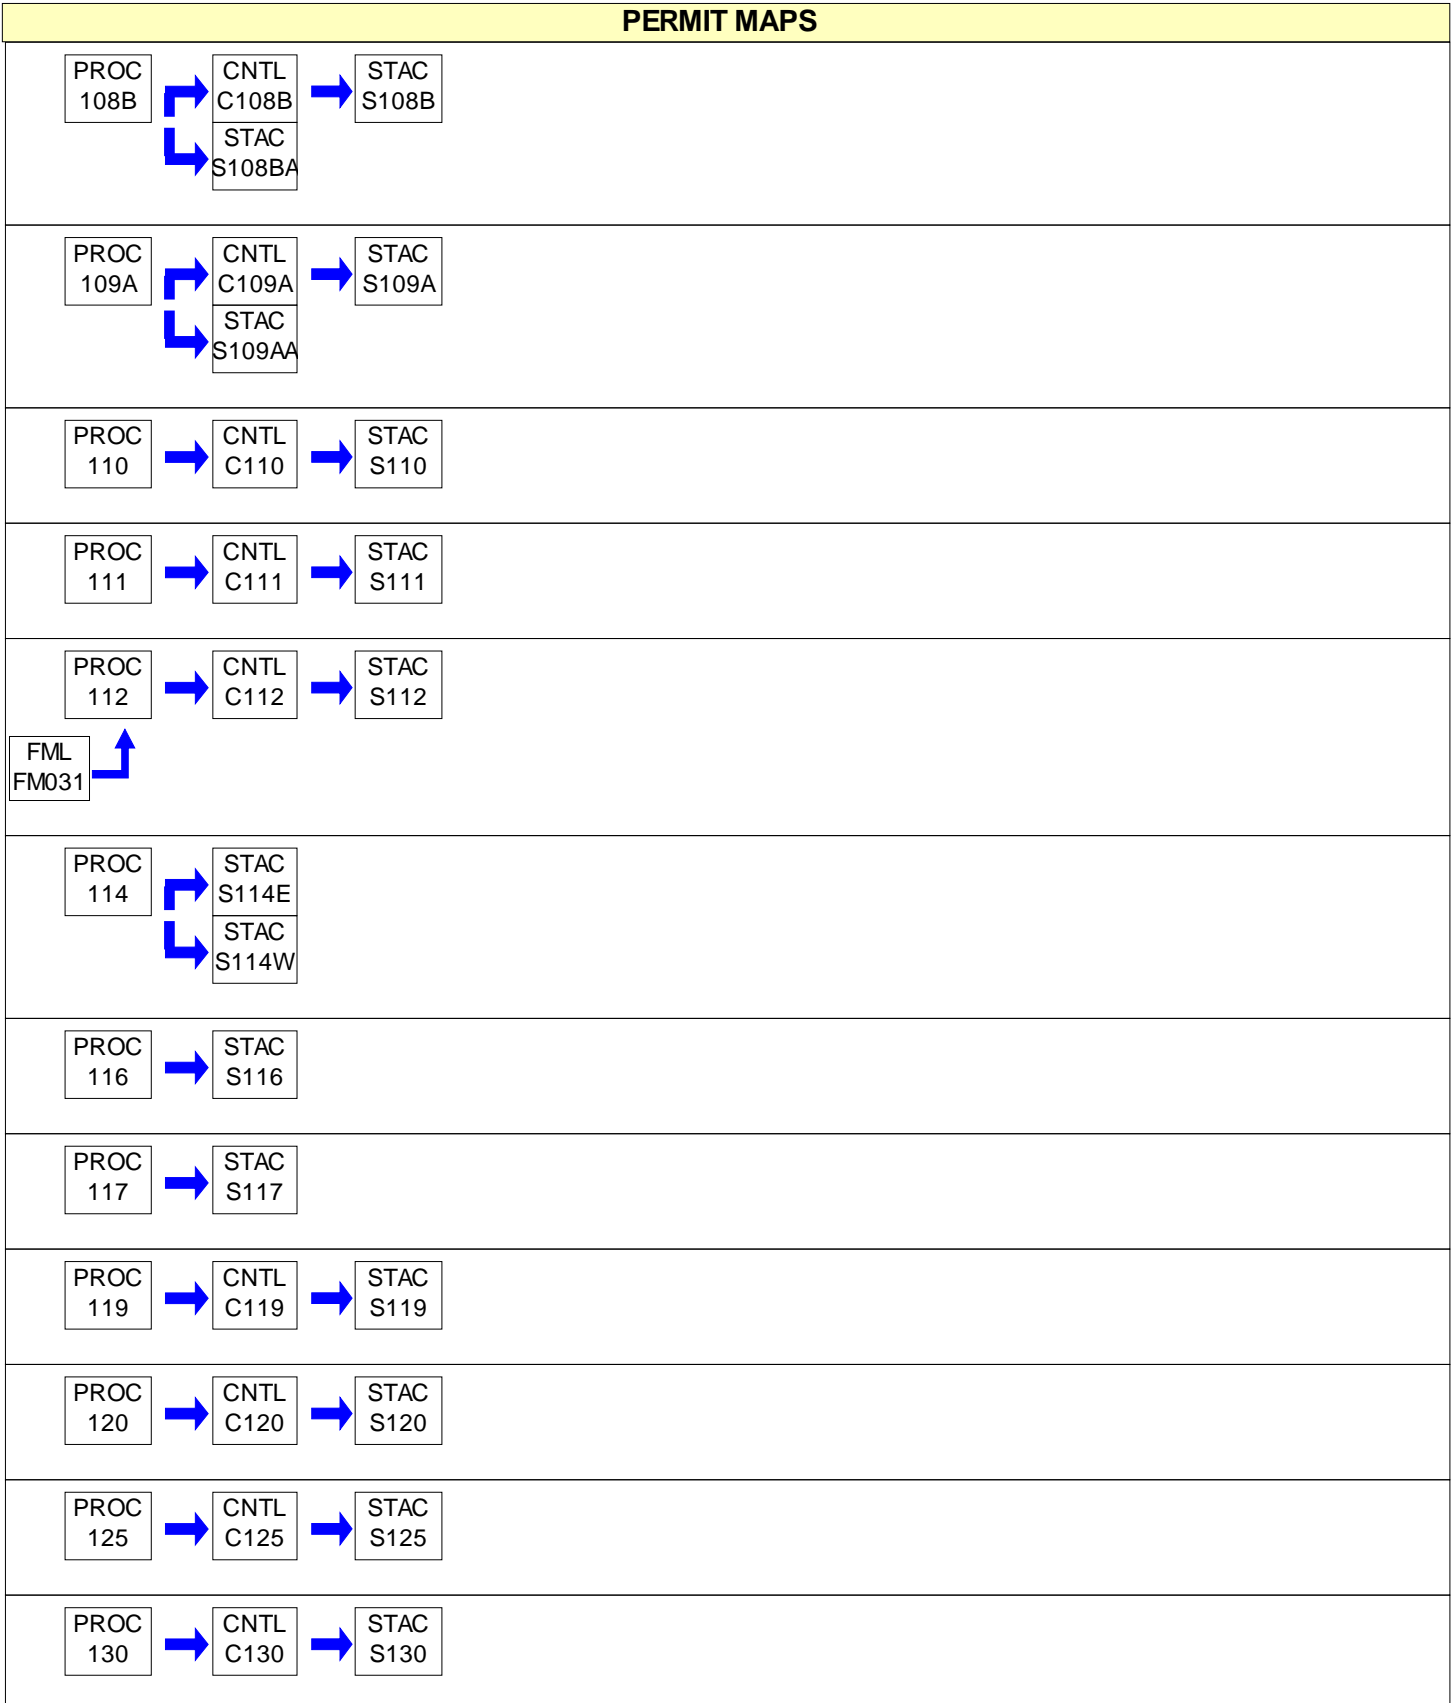 PERMIT MAPS
PROC
108B
CNTL
C108B
STAC
S108B
STAC
S108BA
PROC
109A
CNTL
C109A
STAC
S109A
STAC
S109AA
PROC
110
CNTL
C110
STAC
S110
PROC
111
CNTL
C111
STAC
S111
PROC
112
CNTL
C112
STAC
S112
FML
FM031
PROC
114
STAC
S114E
STAC
S114W
PROC
116
STAC
S116
PROC
117
STAC
S117
PROC
119
CNTL
C119
STAC
S119
PROC
120
CNTL
C120
STAC
S120
PROC
125
CNTL
C125
STAC
S125
PROC
130
CNTL
C130
STAC
S130